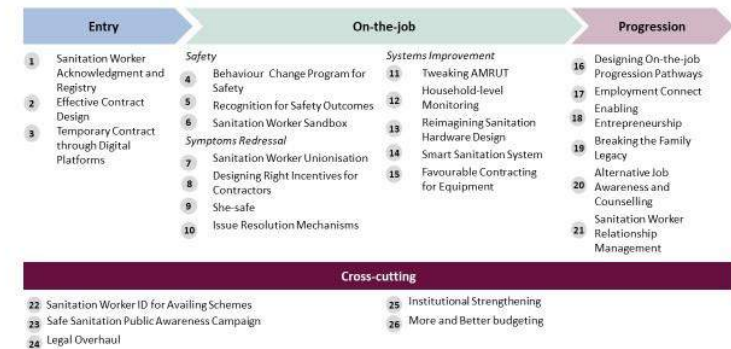 Entry
On-the-job
Progression
1 Sanitation Worker
Acknowledgment and
Registry
2 Effective Contract
Design
3 Temporary Contract
through Digital
Platforms
Safety
4 Behaviour Change Program for
Safety
5 Recognition for Safety Outcomes
6 Sanitation Worker Sandbox
Symptoms Redressal
7 Sanitation Worker Unionisation
8 Designing Right Incentives for
Contractors
9 She-safe
10 Issue Resolution Mechanisms
Systems Improvement
11 Tweaking AMRUT
12 Household-level
Monitoring
13 Reimagining Sanitation
Hardware Design
14 Smart Sanitation System
15 Favourable Contracting
for Equipment
16 Designing On-the-job
Progression Pathways
17 Employment Connect
18 Enabling
Entrepreneurship
19 Breaking the Family
Legacy
20 Alternative Job
Awareness and
Counselling
21 Sanitation Worker
Relationship
Management
Cross-cutting
22 Sanitation Worker ID for Availing Schemes
23 Safe Sanitation Public Awareness Campaign
24 Legal Overhaul
25 Institutional Strengthening
26 More and Better budgeting